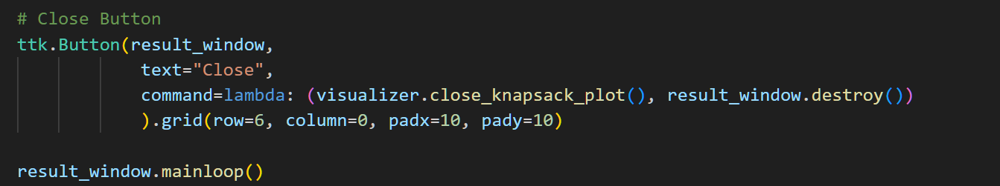 # Close Button
ttk.Button(result_window,
text="Close",
command=lambda: (visualizer.close_knapsack_plot(), result_window.destroy())
).grid(row=6, column=0, padx=10, pady=10)
result_window.mainloop()